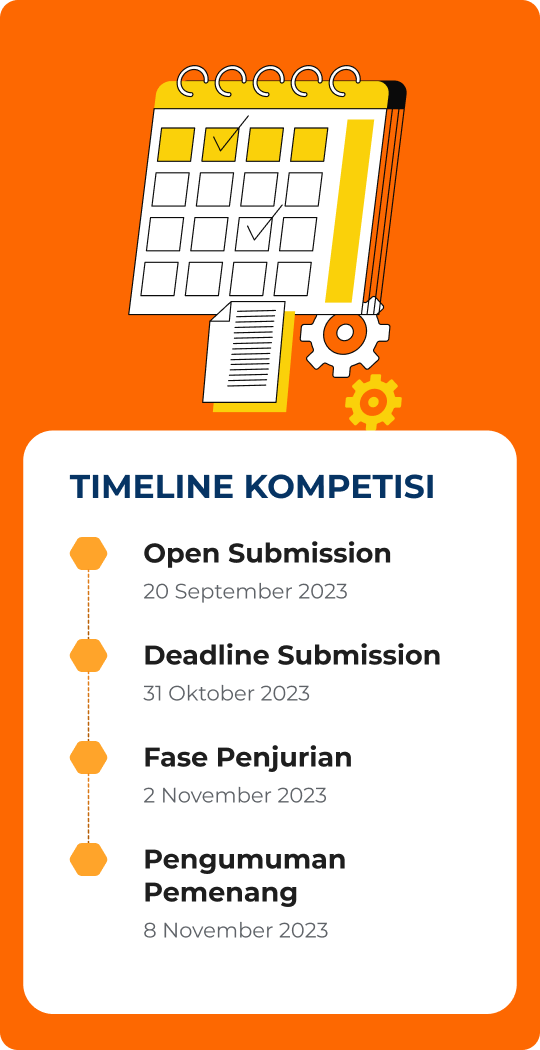 TIMELINE KOMPETISI
Open Submission
20 September 2023
Deadline Submission
31 Oktober 2023
Fase Penjurian
2 November 2023
Pengumuman
Pemenang
8 November 2023